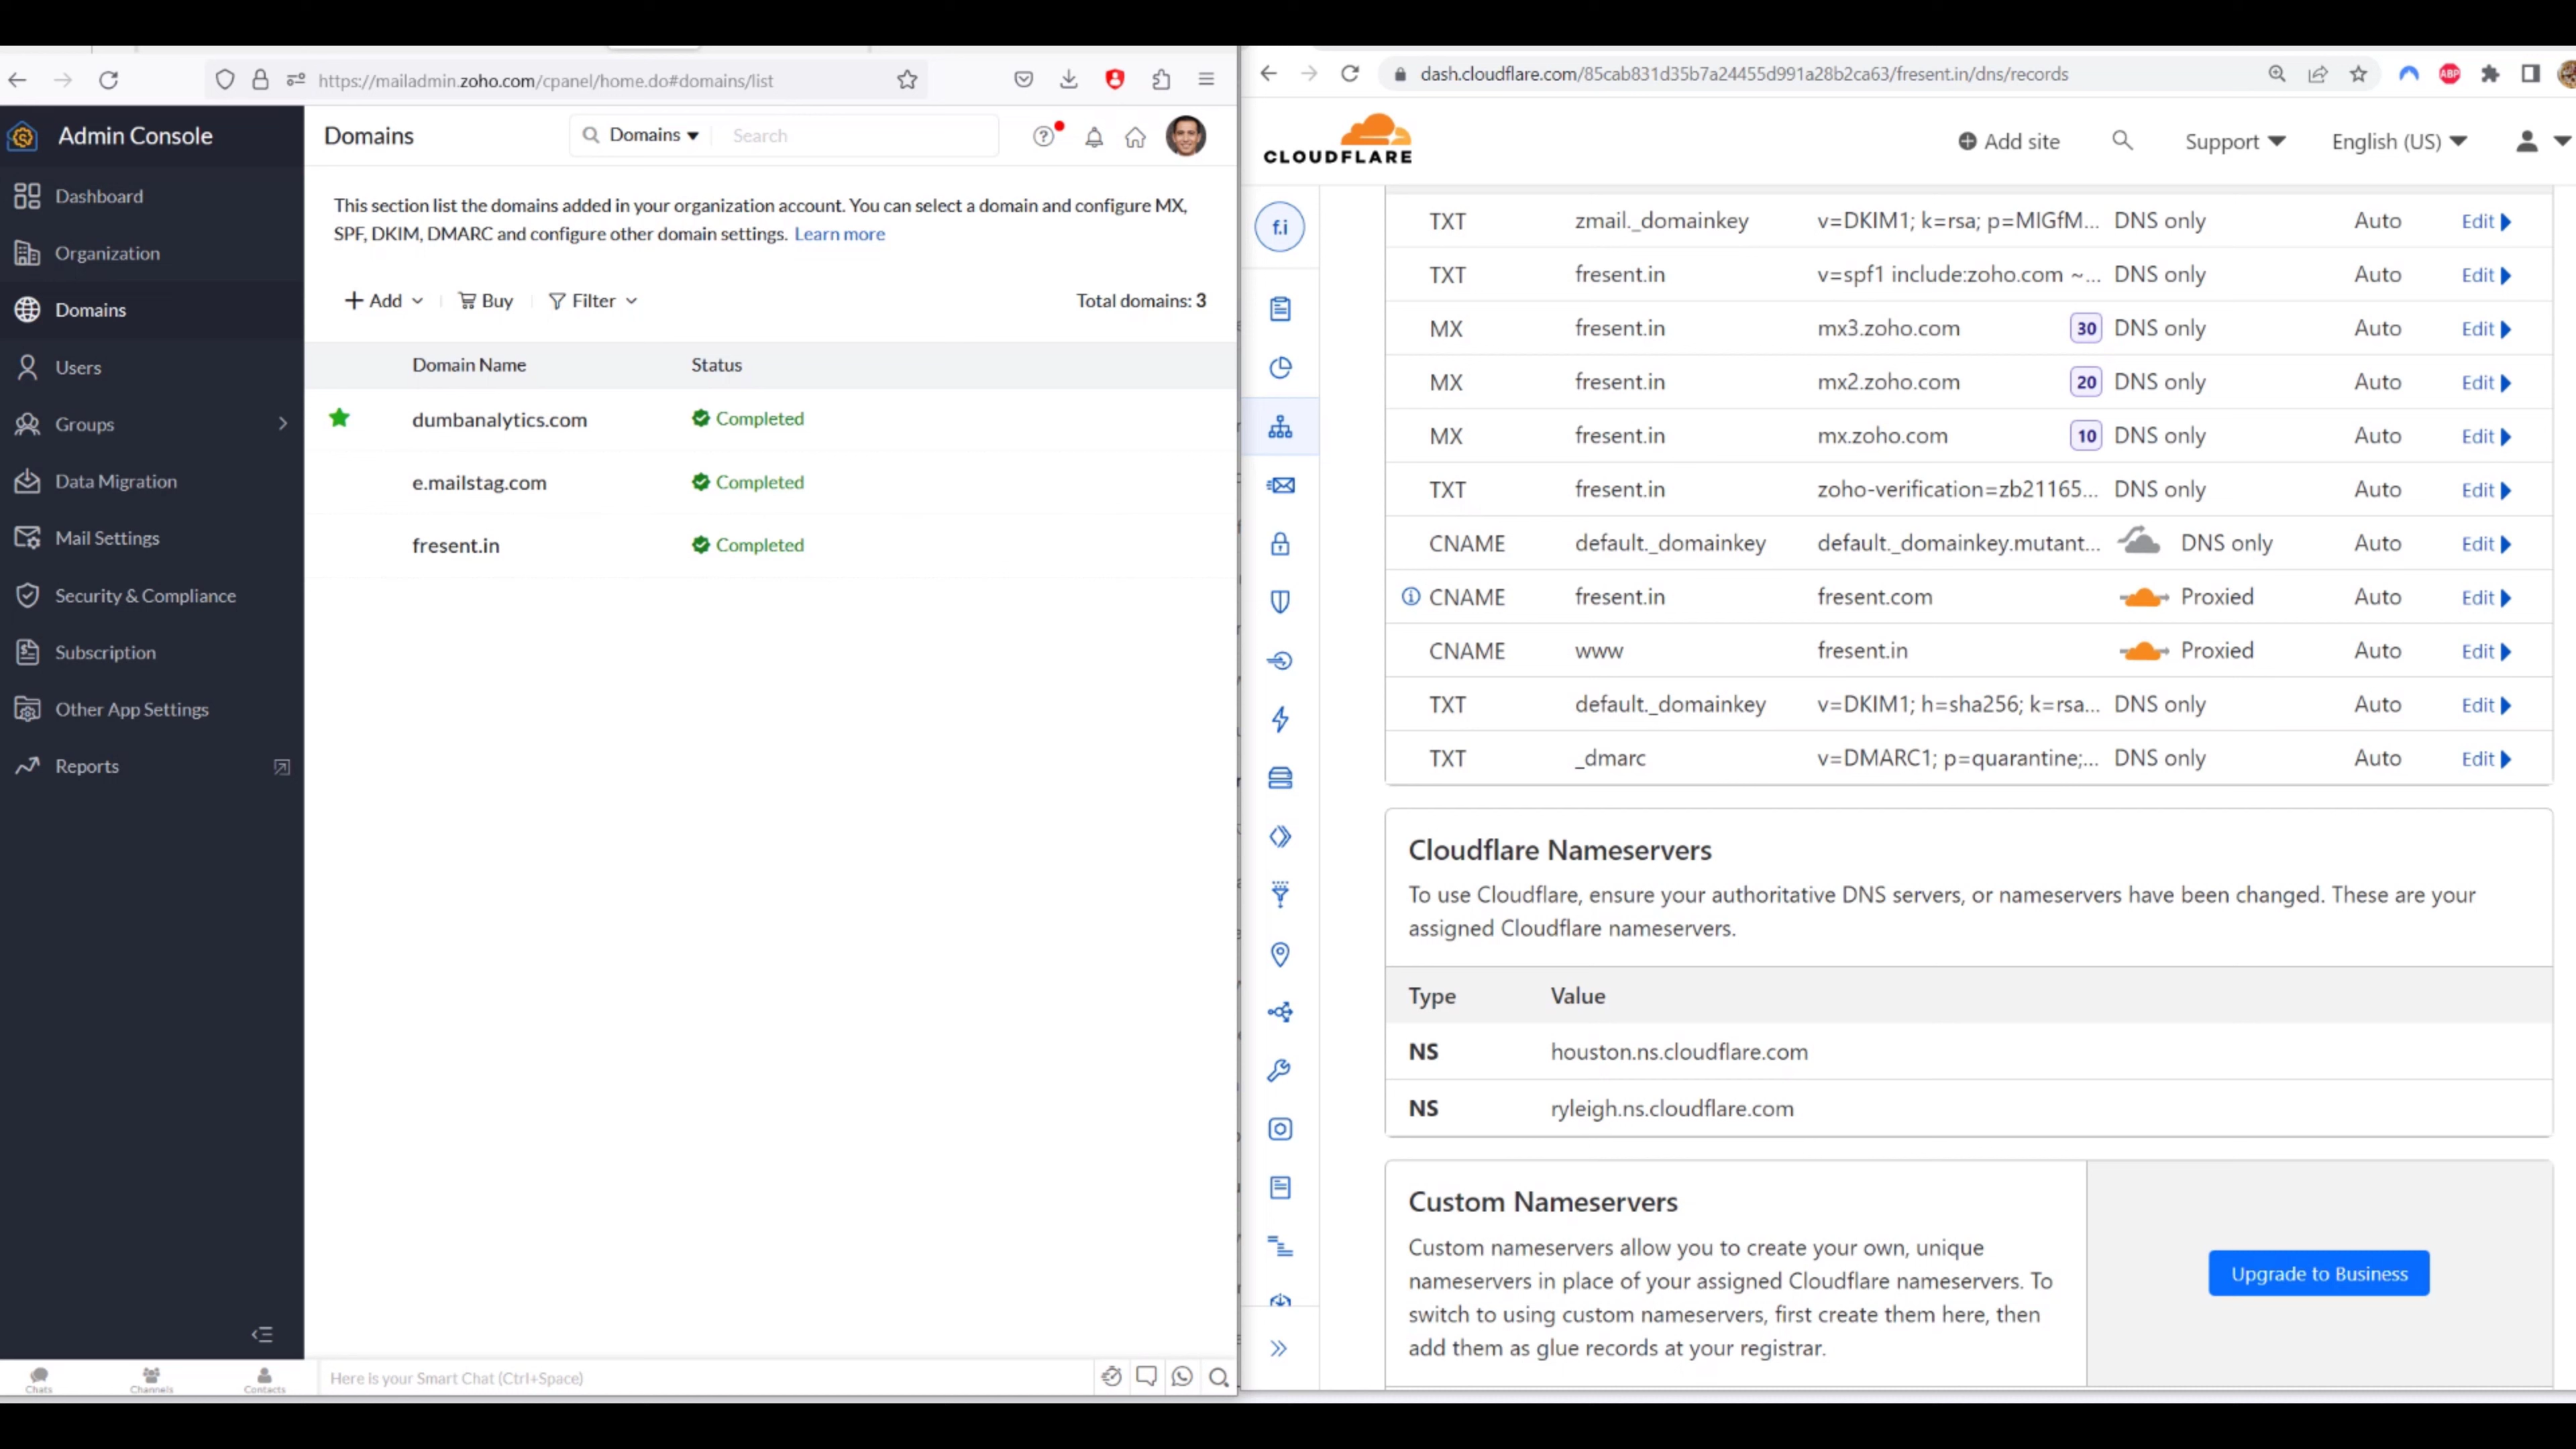 https://mailadmin.zoho.com/cpanel/home.do#domains/list
Admin Console
Dashboard
Organization
Domains
Users
Groups
Data Migration
Mail Settings
Security & Compliance
Subscription
Other App Settings
Reports
Chats
Channels
Contacts
Domains
Domains
Search
This section list the domains added in your organization account. You can select a domain and configure MX,
SPF, DKIM, DMARC and configure other domain settings. Learn more
Add
Buy
Filter
Total domains: 3
Domain Name Status
dumbanalytics.com Completed
e.mailstag.com Completed
fresent.in Completed
Here is your Smart Chat (Ctrl+Space)
dash.cloudflare.com/85cab831d35b7a24455d991a28b2ca63/fresent.in/dns/records
ABP
CLOUDFLARE
Add site
Support
English (US)
f.i
TXT zmail._domainkey v=DKIM1; k=rsa; p=MIGfM... DNS only Auto Edit
TXT fresent.in v=spf1 include:zoho.com ~... DNS only Auto Edit
MX fresent.in mx3.zoho.com 30 DNS only Auto Edit
MX fresent.in mx2.zoho.com 20 DNS only Auto Edit
MX fresent.in mx.zoho.com 10 DNS only Auto Edit
TXT fresent.in zoho-verification=zb21165... DNS only Auto Edit
CNAME default._domainkey default._domainkey.mutant... DNS only Auto Edit
CNAME fresent.in fresent.com Proxied Auto Edit
CNAME www fresent.in Proxied Auto Edit
TXT default._domainkey v=DKIM1; h=sha256; k=rsa... DNS only Auto Edit
TXT _dmarc v=DMARC1; p=quarantine;... DNS only Auto Edit
Cloudflare Nameservers
To use Cloudflare, ensure your authoritative DNS servers, or nameservers have been changed. These are your
assigned Cloudflare nameservers.
Type Value
NS houston.ns.cloudflare.com
NS ryleigh.ns.cloudflare.com
Custom Nameservers
Custom nameservers allow you to create your own, unique
nameservers in place of your assigned Cloudflare nameservers. To
switch to using custom nameservers, first create them here, then
add them as glue records at your registrar.
Upgrade to Business